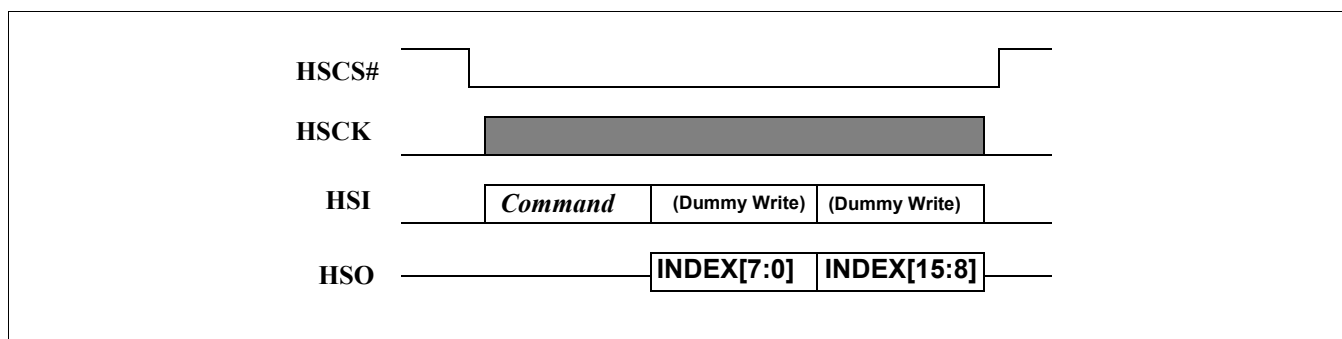 HSCS#
HSCK
HSI Command (Dummy Write) (Dummy Write)
HSO INDEX[7:0] INDEX[15:8]